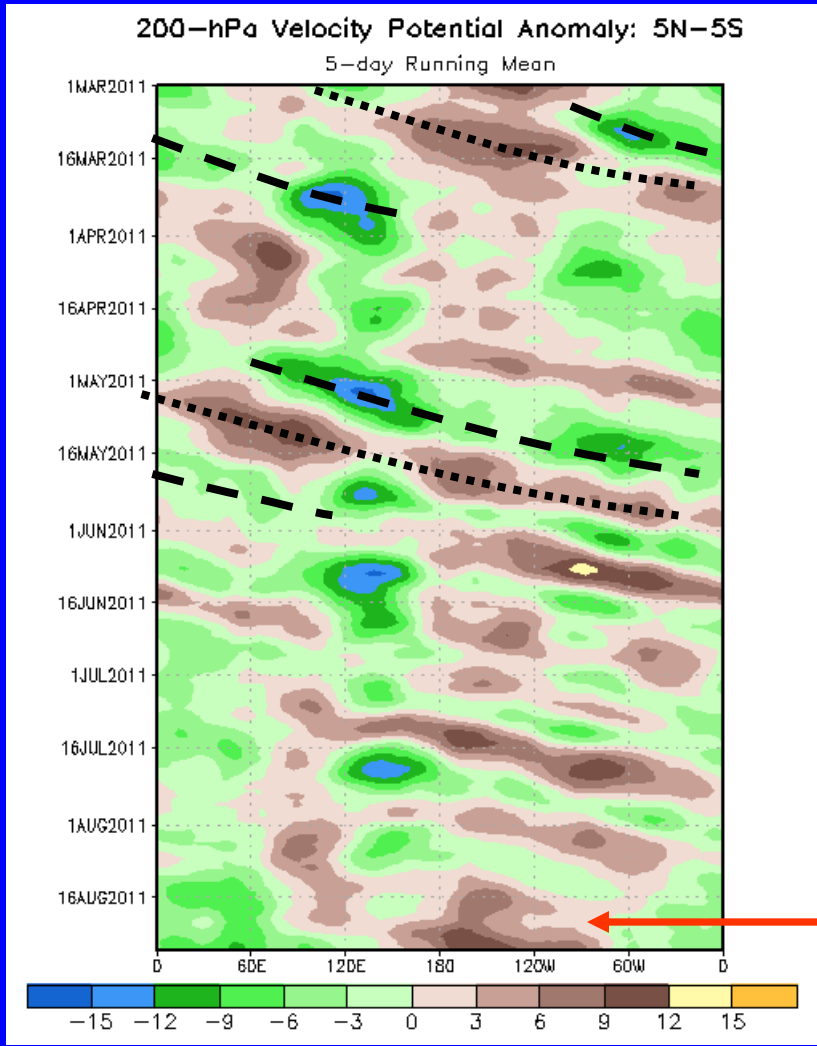 200-hPa Velocity Potential Anomaly: 5N-5S
5-day Running Mean
1MAR2011
16MAR2011
1APR2011
16APR2011
1MAY2011
16MAY2011
1JUN2011
16JUN2011
1JUL2011
16JUL2011
1AUG2011
16AUG2011
0 60E 120E 180 120W 60W 0
-15 -12 -9 -6 -3 0 3 6 9 12 15